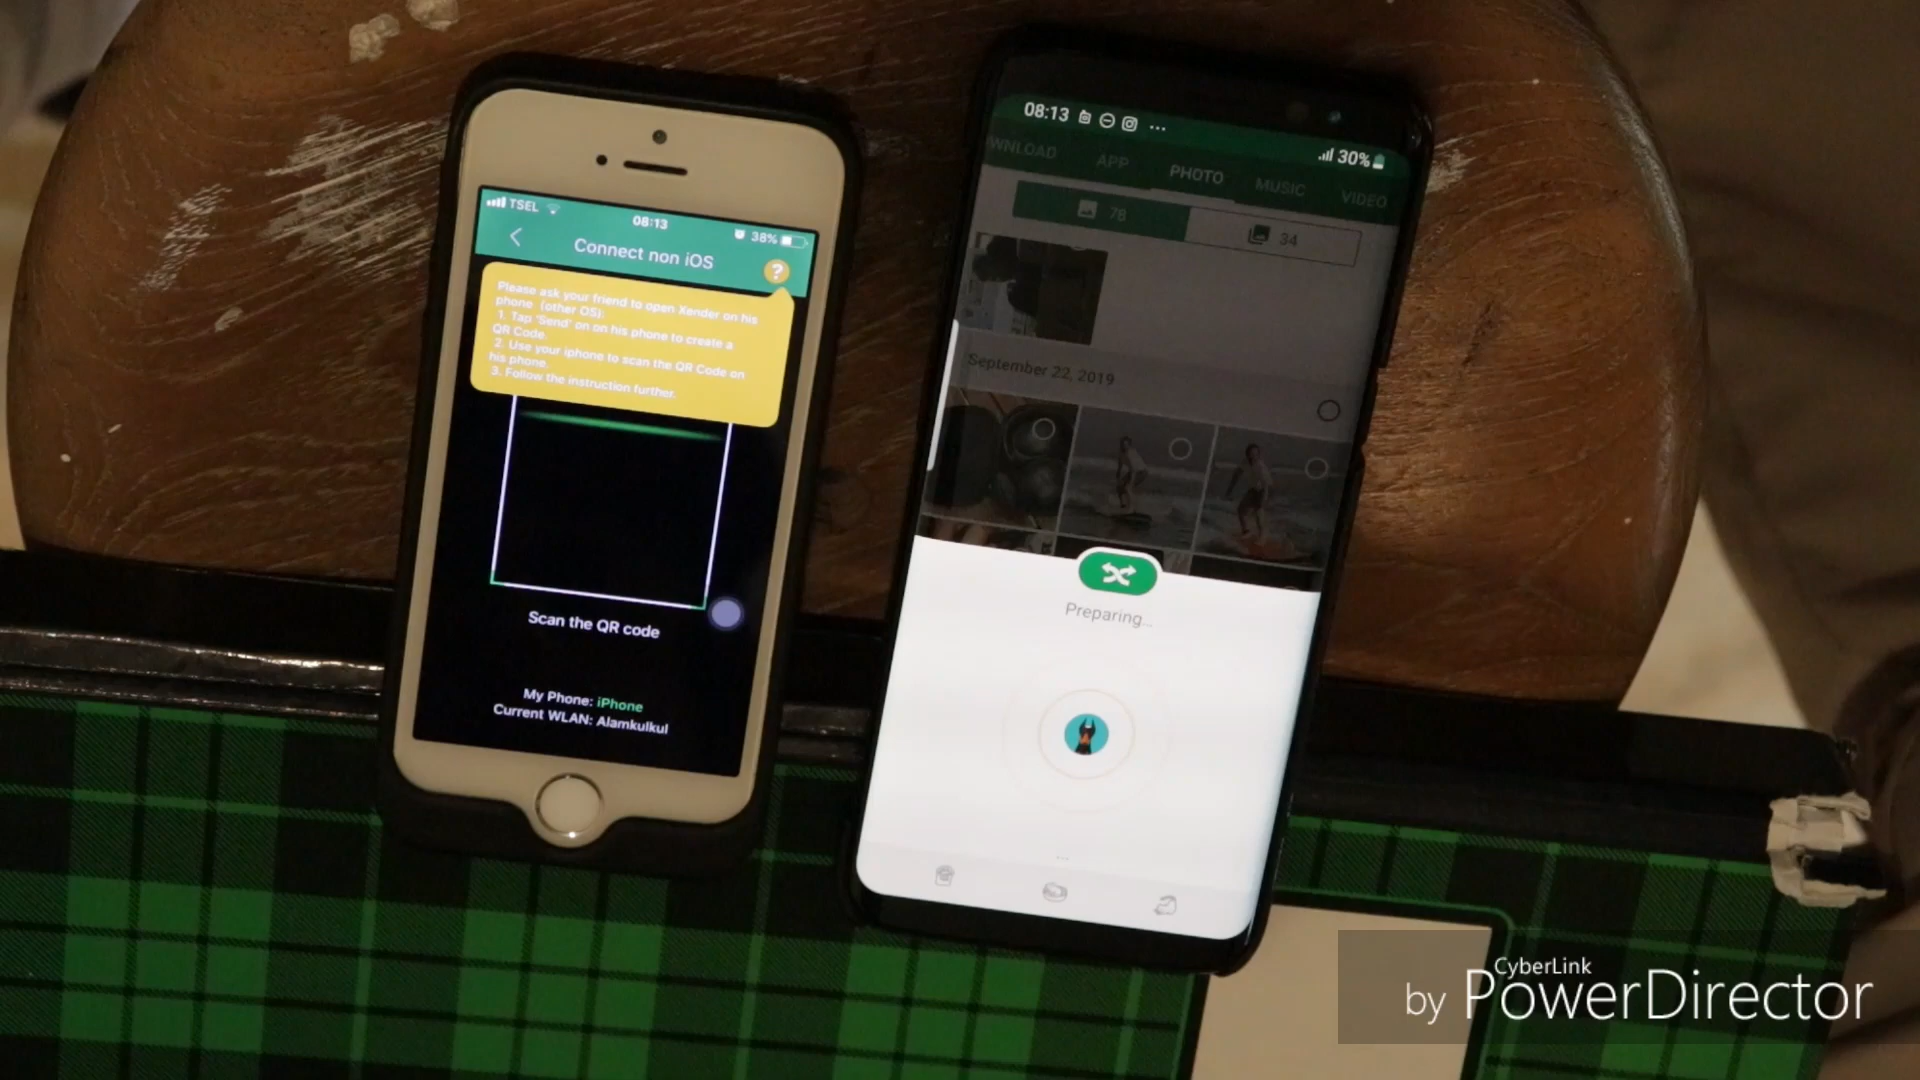 TSEL
08:13
38%
Connect non iOS
?
Please ask your friend to open Xender on his
phone (other OS):
1. Tap 'Send' on on his phone to create a
QR Code.
2. Use your iphone to scan the QR Code on
his phone.
3. Follow the instruction further.
Scan the QR code
My Phone: iPhone
Current WLAN: Alamkulkul
08:13
30%
WNLOAD APP PHOTO MUSIC VIDEO
78
34
September 22, 2019
Preparing...
by CyberLink
PowerDirector